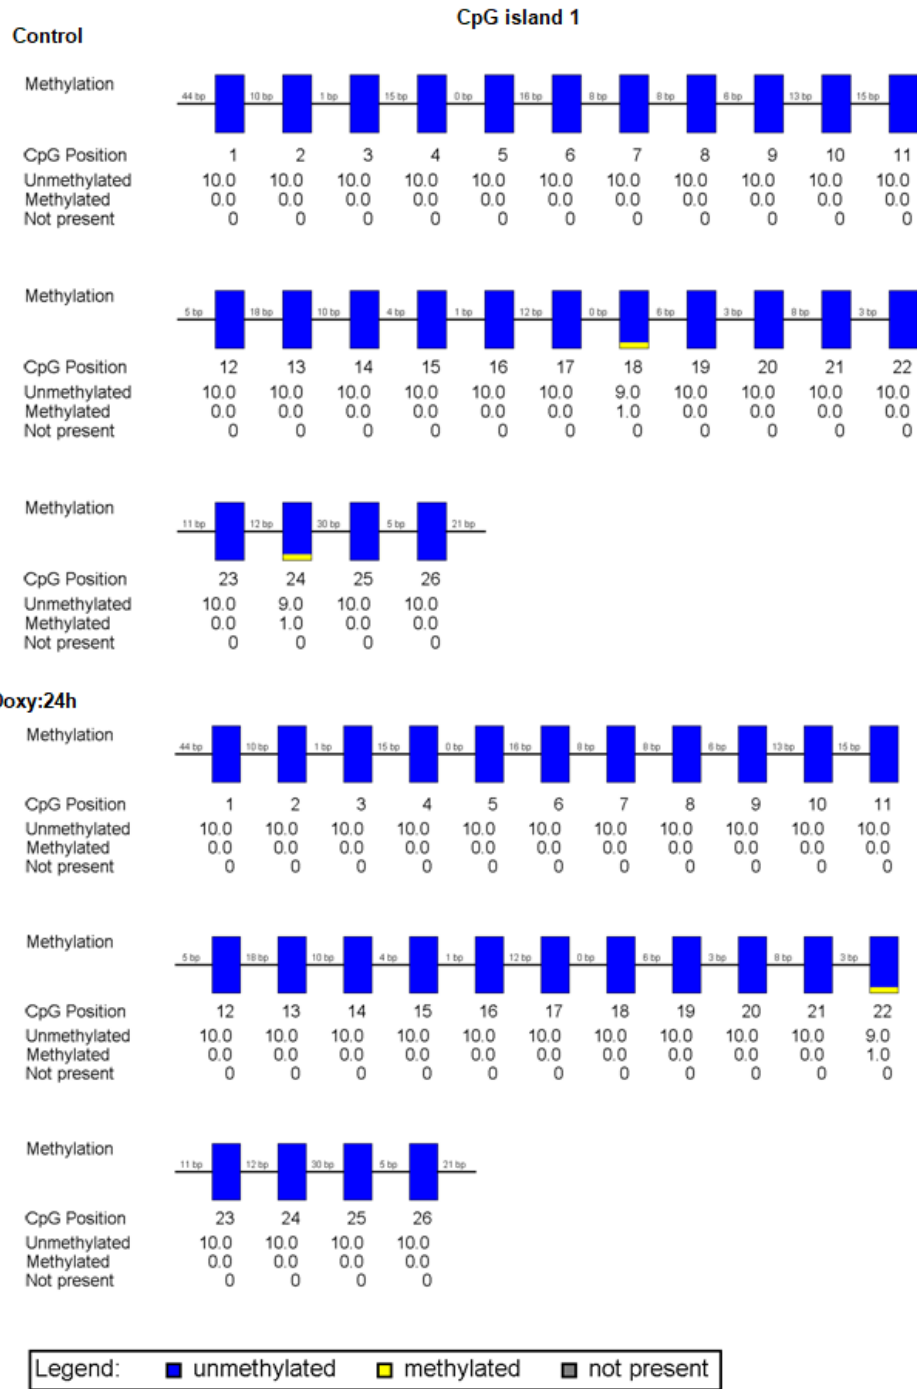 CpG island 1
Control
Methylation
44 bp 10 bp 1 bp 15 bp 0 bp 16 bp 8 bp 8 bp 6 bp 13 bp 15 bp
CpG Position 1 2 3 4 5 6 7 8 9 10 11
Unmethylated 10.0 10.0 10.0 10.0 10.0 10.0 10.0 10.0 10.0 10.0 10.0
Methylated 0.0 0.0 0.0 0.0 0.0 0.0 0.0 0.0 0.0 0.0 0.0
Not present 0 0 0 0 0 0 0 0 0 0 0
Methylation
5 bp 18 bp 10 bp 4 bp 1 bp 12 bp 0 bp 6 bp 3 bp 8 bp 3 bp
CpG Position 12 13 14 15 16 17 18 19 20 21 22
Unmethylated 10.0 10.0 10.0 10.0 10.0 10.0 9.0 10.0 10.0 10.0 10.0
Methylated 0.0 0.0 0.0 0.0 0.0 0.0 1.0 0.0 0.0 0.0 0.0
Not present 0 0 0 0 0 0 0 0 0 0 0
Methylation
11 bp 12 bp 30 bp 5 bp 21 bp
CpG Position 23 24 25 26
Unmethylated 10.0 9.0 10.0 10.0
Methylated 0.0 1.0 0.0 0.0
Not present 0 0 0 0
Doxy:24h
Methylation
44 bp 10 bp 1 bp 15 bp 0 bp 16 bp 8 bp 8 bp 6 bp 13 bp 15 bp
CpG Position 1 2 3 4 5 6 7 8 9 10 11
Unmethylated 10.0 10.0 10.0 10.0 10.0 10.0 10.0 10.0 10.0 10.0 10.0
Methylated 0.0 0.0 0.0 0.0 0.0 0.0 0.0 0.0 0.0 0.0 0.0
Not present 0 0 0 0 0 0 0 0 0 0 0
Methylation
5 bp 18 bp 10 bp 4 bp 1 bp 12 bp 0 bp 6 bp 3 bp 8 bp 3 bp
CpG Position 12 13 14 15 16 17 18 19 20 21 22
Unmethylated 10.0 10.0 10.0 10.0 10.0 10.0 10.0 10.0 10.0 10.0 9.0
Methylated 0.0 0.0 0.0 0.0 0.0 0.0 0.0 0.0 0.0 0.0 1.0
Not present 0 0 0 0 0 0 0 0 0 0 0
Methylation
11 bp 12 bp 30 bp 5 bp 21 bp
CpG Position 23 24 25 26
Unmethylated 10.0 10.0 10.0 10.0
Methylated 0.0 0.0 0.0 0.0
Not present 0 0 0 0
Legend: unmethylated methylated not present